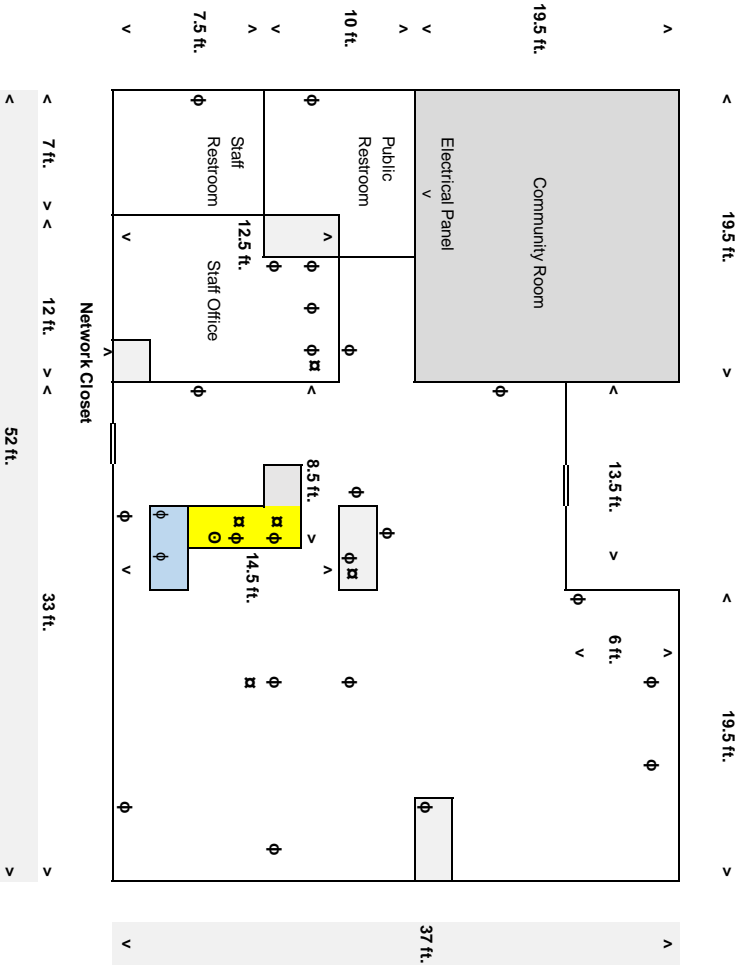 19.5 ft.
19.5 ft.
13.5 ft.
6 ft.
19.5 ft.
Community Room
Electrical Panel
37 ft.
10 ft.
Public
Restroom
8.5 ft.
14.5 ft.
12.5 ft.
Staff
Restroom
Staff Office
7.5 ft.
Network Closet
7 ft.
12 ft.
33 ft.
52 ft.